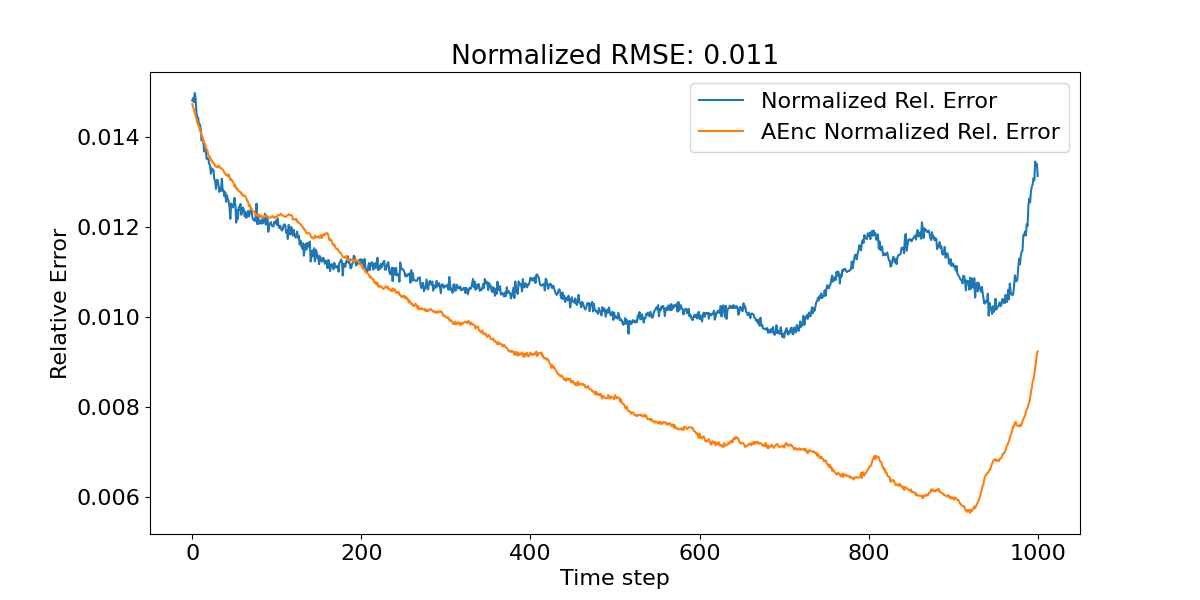 Normalized RMSE: 0.011
Normalized Rel. Error
AEnc Normalized Rel. Error
Relative Error
0.014
0.012
0.010
0.008
0.006
0 200 400 600 800 1000
Time step